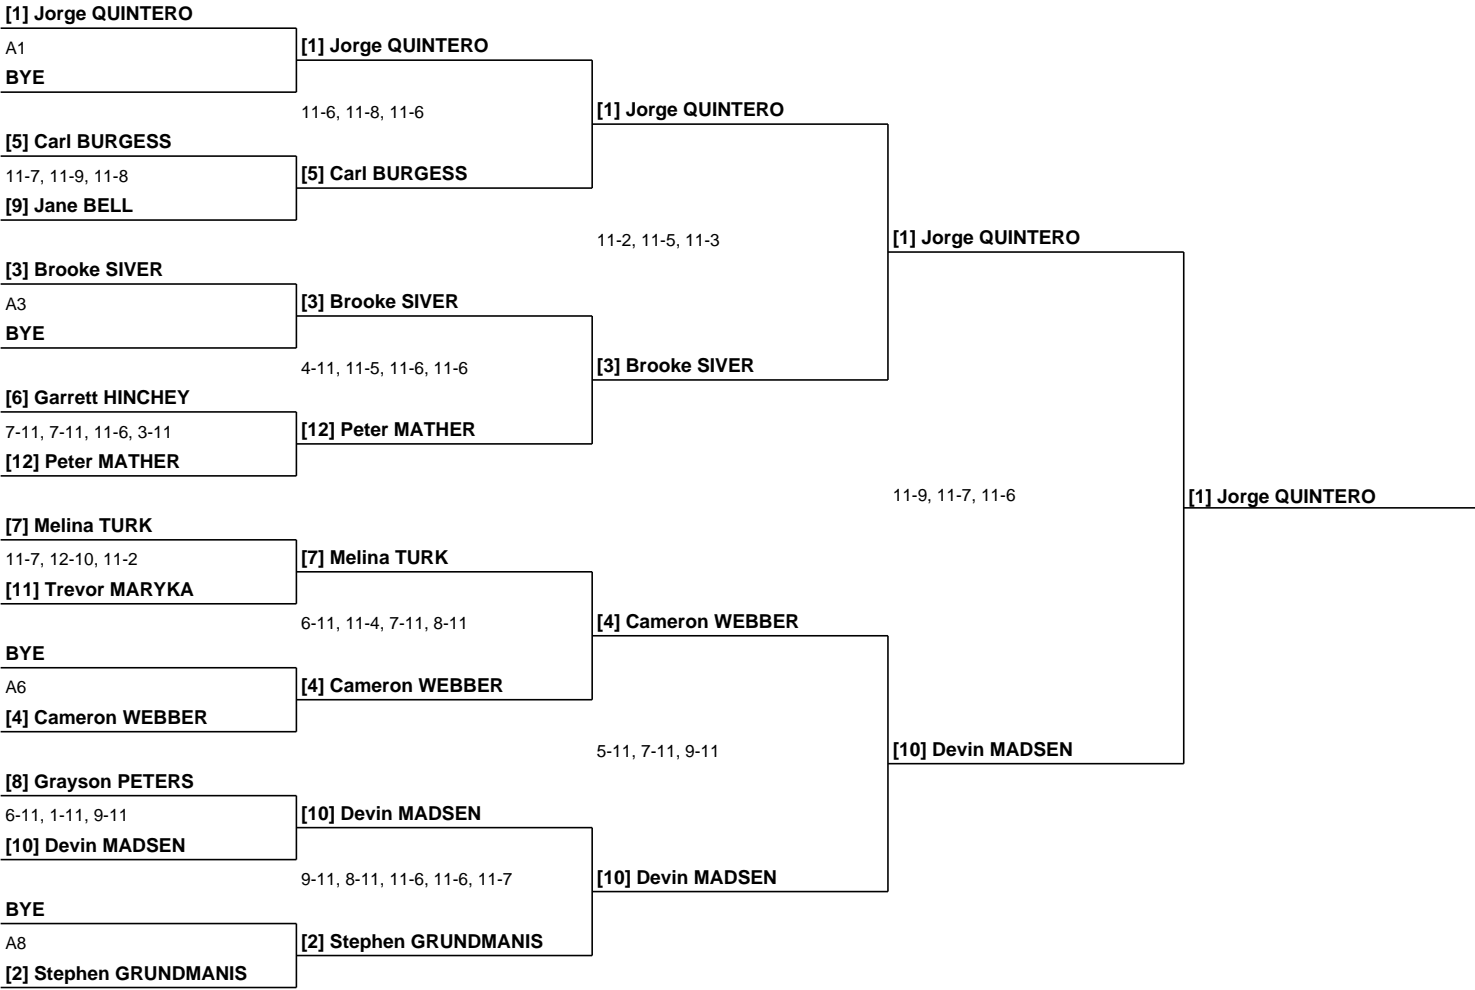 [1] Jorge QUINTERO
A1
BYE
[5] Carl BURGESS
11-7, 11-9, 11-8
[9] Jane BELL
[3] Brooke SIVER
A3
BYE
[6] Garrett HINCHEY
7-11, 7-11, 11-6, 3-11
[12] Peter MATHER
[7] Melina TURK
11-7, 12-10, 11-2
[11] Trevor MARYKA
BYE
A6
[4] Cameron WEBBER
[8] Grayson PETERS
6-11, 1-11, 9-11
[10] Devin MADSEN
BYE
A8
[2] Stephen GRUNDMANIS
[1] Jorge QUINTERO
11-6, 11-8, 11-6
[5] Carl BURGESS
[3] Brooke SIVER
4-11, 11-5, 11-6, 11-6
[12] Peter MATHER
[7] Melina TURK
6-11, 11-4, 7-11, 8-11
[4] Cameron WEBBER
[10] Devin MADSEN
9-11, 8-11, 11-6, 11-6, 11-7
[2] Stephen GRUNDMANIS
[1] Jorge QUINTERO
11-2, 11-5, 11-3
[3] Brooke SIVER
[4] Cameron WEBBER
5-11, 7-11, 9-11
[10] Devin MADSEN
[1] Jorge QUINTERO
11-9, 11-7, 11-6
[10] Devin MADSEN
[1] Jorge QUINTERO